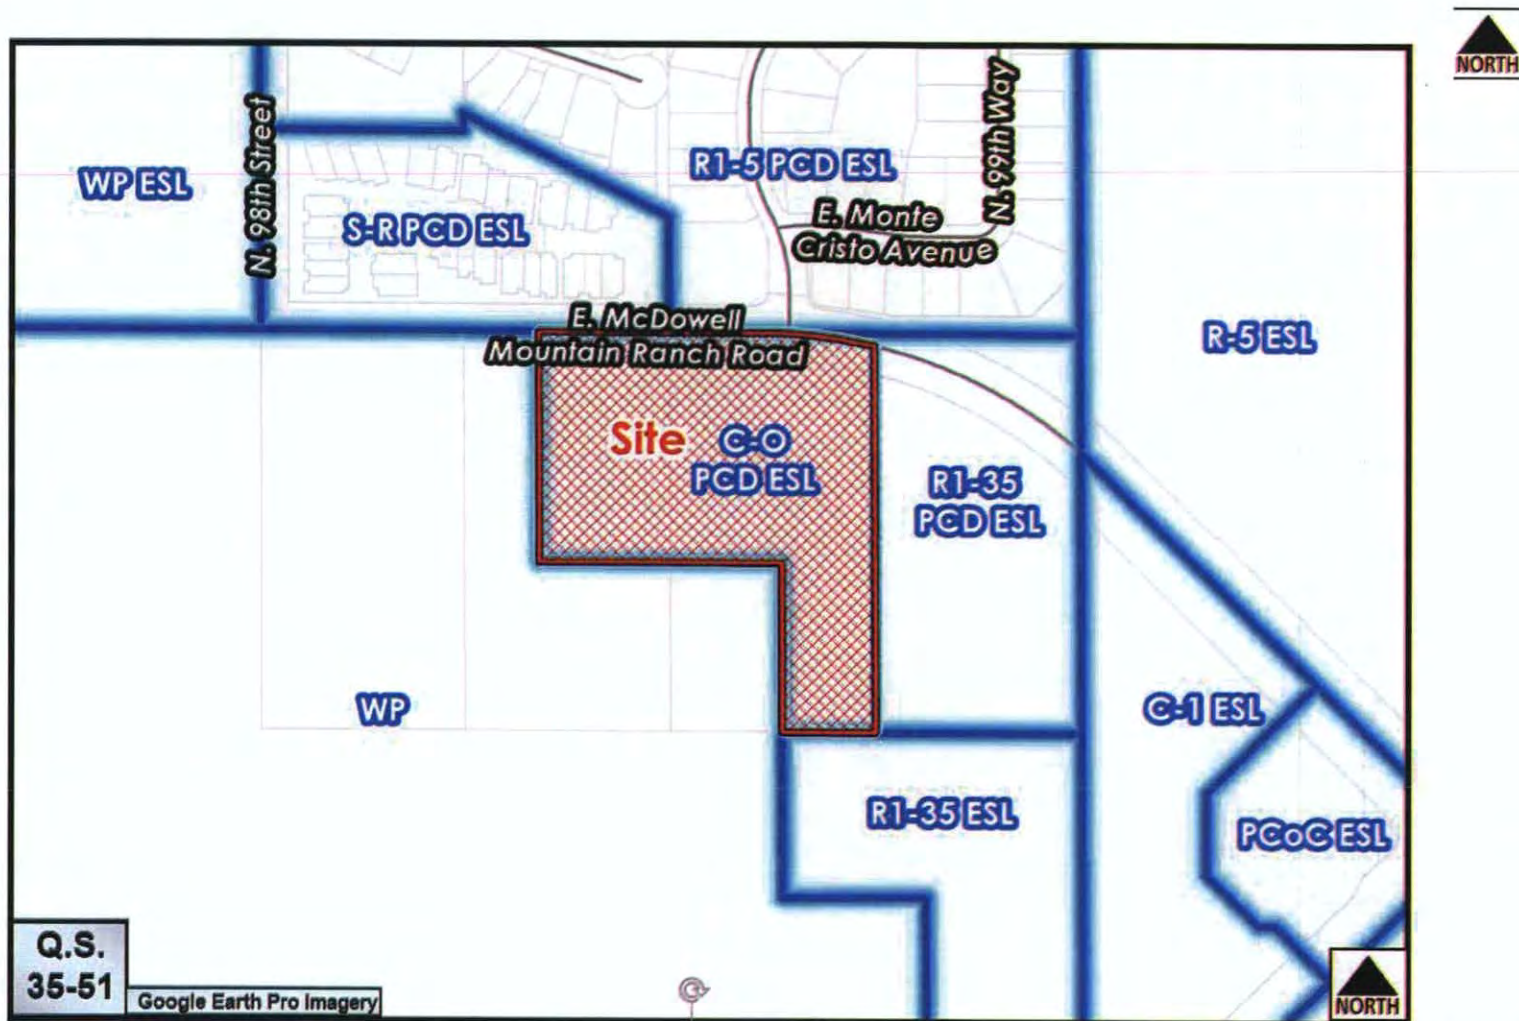 NORTH
N. 98th Street
N. 99th Way
WP ESL
R1-5 PCD ESL
S-R PCD ESL
E. Monte
Cristo Avenue
E. McDowell
Mountain Ranch Road
R-5 ESL
Site
C-O
PCD ESL
R1-35
PCD ESL
WP
C-1 ESL
R1-35 ESL
PCoC ESL
Q.S.
35-51
Google Earth Pro Imagery
NORTH